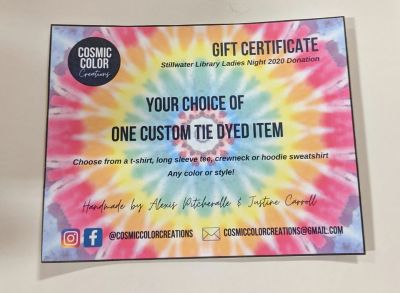 COSMIC
COLOR
Creations
GIFT CERTIFICATE
Stillwater Library Ladies Night 2020 Donation
YOUR CHOICE OF
ONE CUSTOM TIE DYED ITEM
Choose from a t-shirt, long sleeve tee, crewneck or hoodie sweatshirt
Any color or style!
Handmade by Alexis Pitcheralle & Justine Carroll
@COSMICCOLORCREATIONS
COSMICCOLORCREATIONS@GMAIL.COM